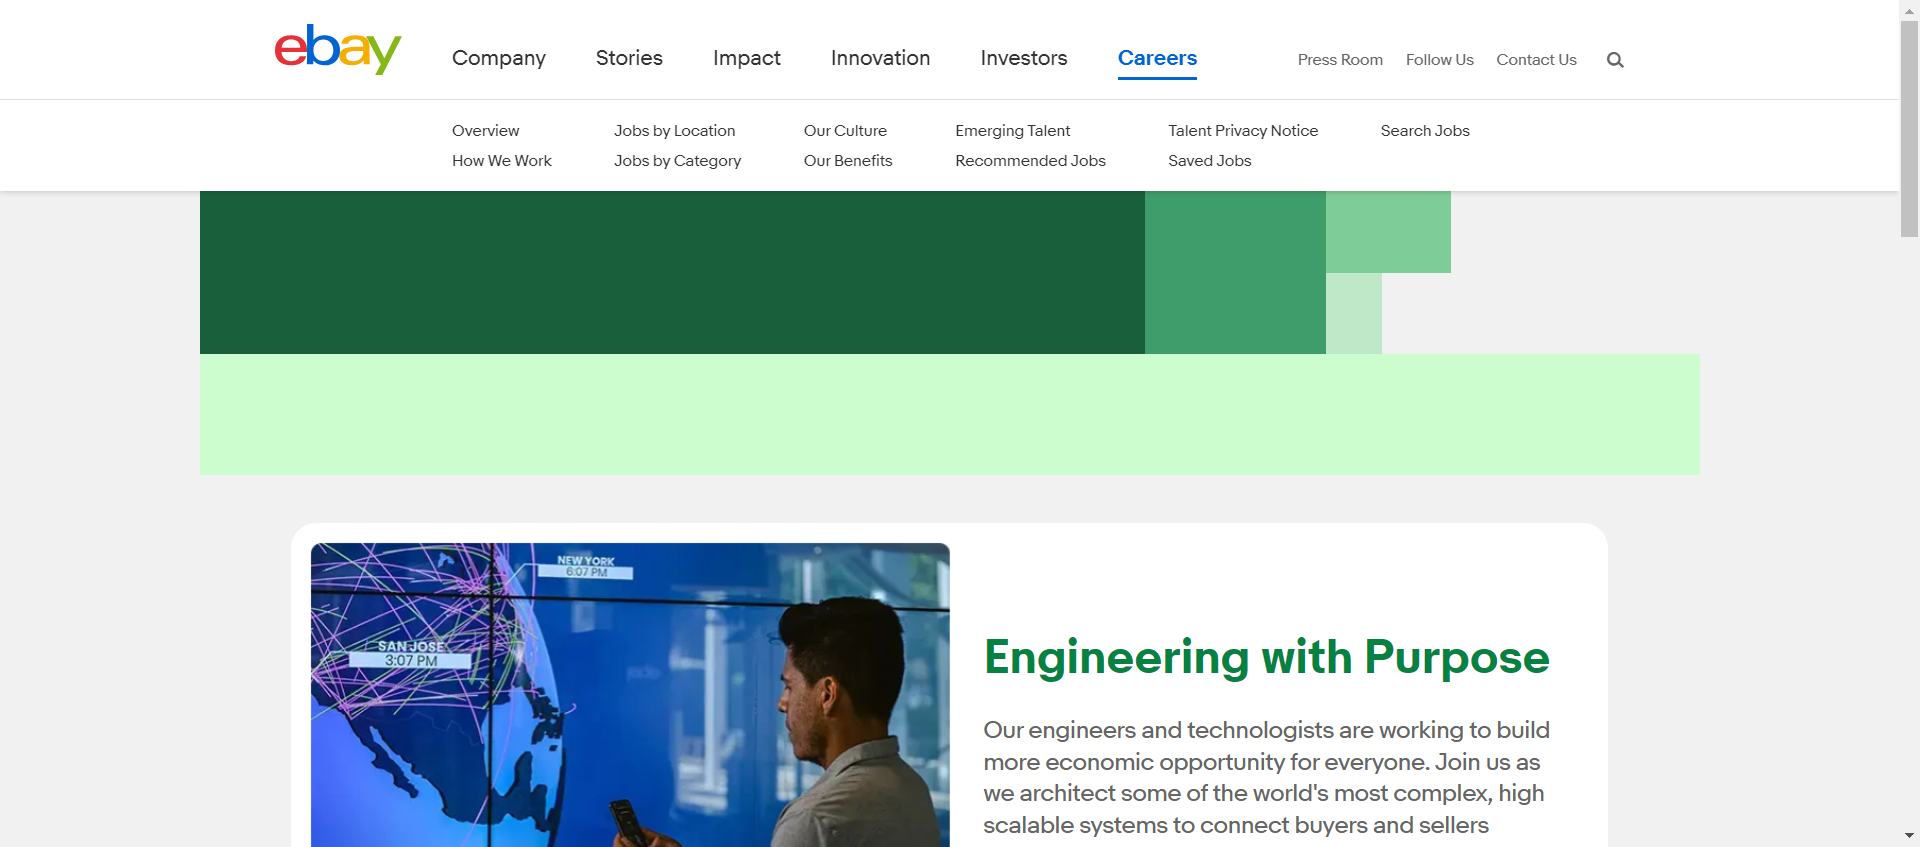 ebay
Company Stories Impact Innovation Investors Careers Press Room Follow Us Contact Us
Overview Jobs by Location Our Culture Emerging Talent Talent Privacy Notice Search Jobs
How We Work Jobs by Category Our Benefits Recommended Jobs Saved Jobs
NEW YORK
6:07 PM
SAN JOSE
3:07 PM
Engineering with Purpose
Our engineers and technologists are working to build
more economic opportunity for everyone. Join us as
we architect some of the world's most complex, high
scalable systems to connect buyers and sellers